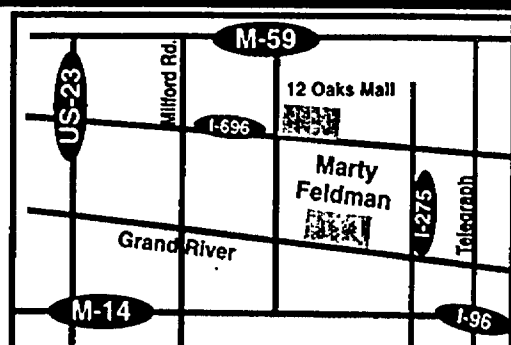 M-59
US-23
Milford Rd.
12 Oaks Mall
I-696
Marty
Feldman
I-275
Telegraph
Grand River
M-14
I-96